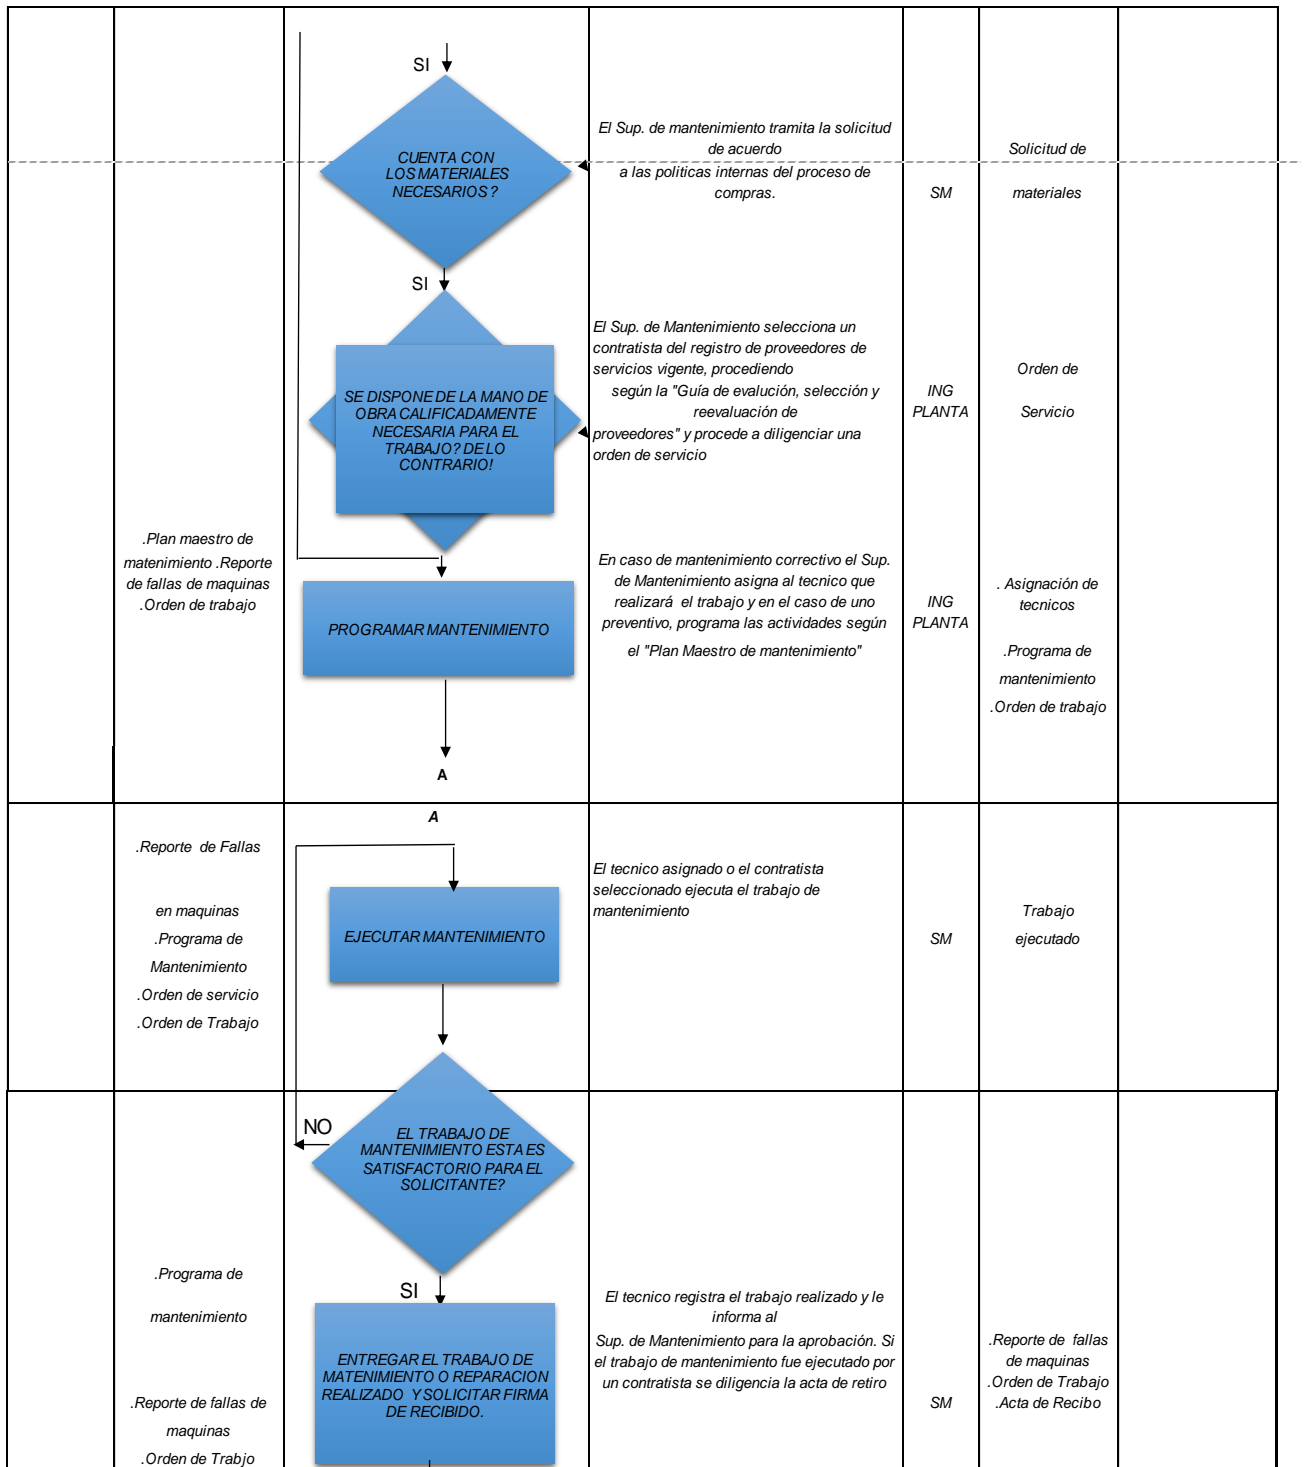 SI
CUENTA CON
LOS MATERIALES
NECESARIOS ?
El Sup. de mantenimiento tramita la solicitud
de acuerdo
a las politicas internas del proceso de
compras.
SM
Solicitud de
materiales
SI
SE DISPONE DE LA MANO DE
OBRA CALIFICADAMENTE
NECESARIA PARA EL
TRABAJO? DE LO
CONTRARIO!
El Sup. de Mantenimiento selecciona un
contratista del registro de proveedores de
servicios vigente, procediendo
según la "Guía de evalución, selección y
reevaluación de
proveedores" y procede a diligenciar una
orden de servicio
ING
PLANTA
Orden de
Servicio
.Plan maestro de
matenimiento .Reporte
de fallas de maquinas
.Orden de trabajo
PROGRAMAR MANTENIMIENTO
En caso de mantenimiento correctivo el Sup.
de Mantenimiento asigna al tecnico que
realizará el trabajo y en el caso de uno
preventivo, programa las actividades según
el "Plan Maestro de mantenimiento"
ING
PLANTA
. Asignación de
tecnicos
.Programa de
mantenimiento
.Orden de trabajo
A
A
.Reporte de Fallas
en maquinas
.Programa de
Mantenimiento
.Orden de servicio
.Orden de Trabajo
EJECUTAR MANTENIMIENTO
El tecnico asignado o el contratista
seleccionado ejecuta el trabajo de
mantenimiento
SM
Trabajo
ejecutado
NO
EL TRABAJO DE
MANTENIMIENTO ESTA ES
SATISFACTORIO PARA EL
SOLICITANTE?
SI
.Programa de
mantenimiento
.Reporte de fallas de
maquinas
.Orden de Trabjo
ENTREGAR EL TRABAJO DE
MATENIMIENTO O REPARACION
REALIZADO Y SOLICITAR FIRMA
DE RECIBIDO.
El tecnico registra el trabajo realizado y le
informa al
Sup. de Mantenimiento para la aprobación. Si
el trabajo de mantenimiento fue ejecutado por
un contratista se diligencia la acta de retiro
SM
.Reporte de fallas
de maquinas
.Orden de Trabajo
.Acta de Recibo